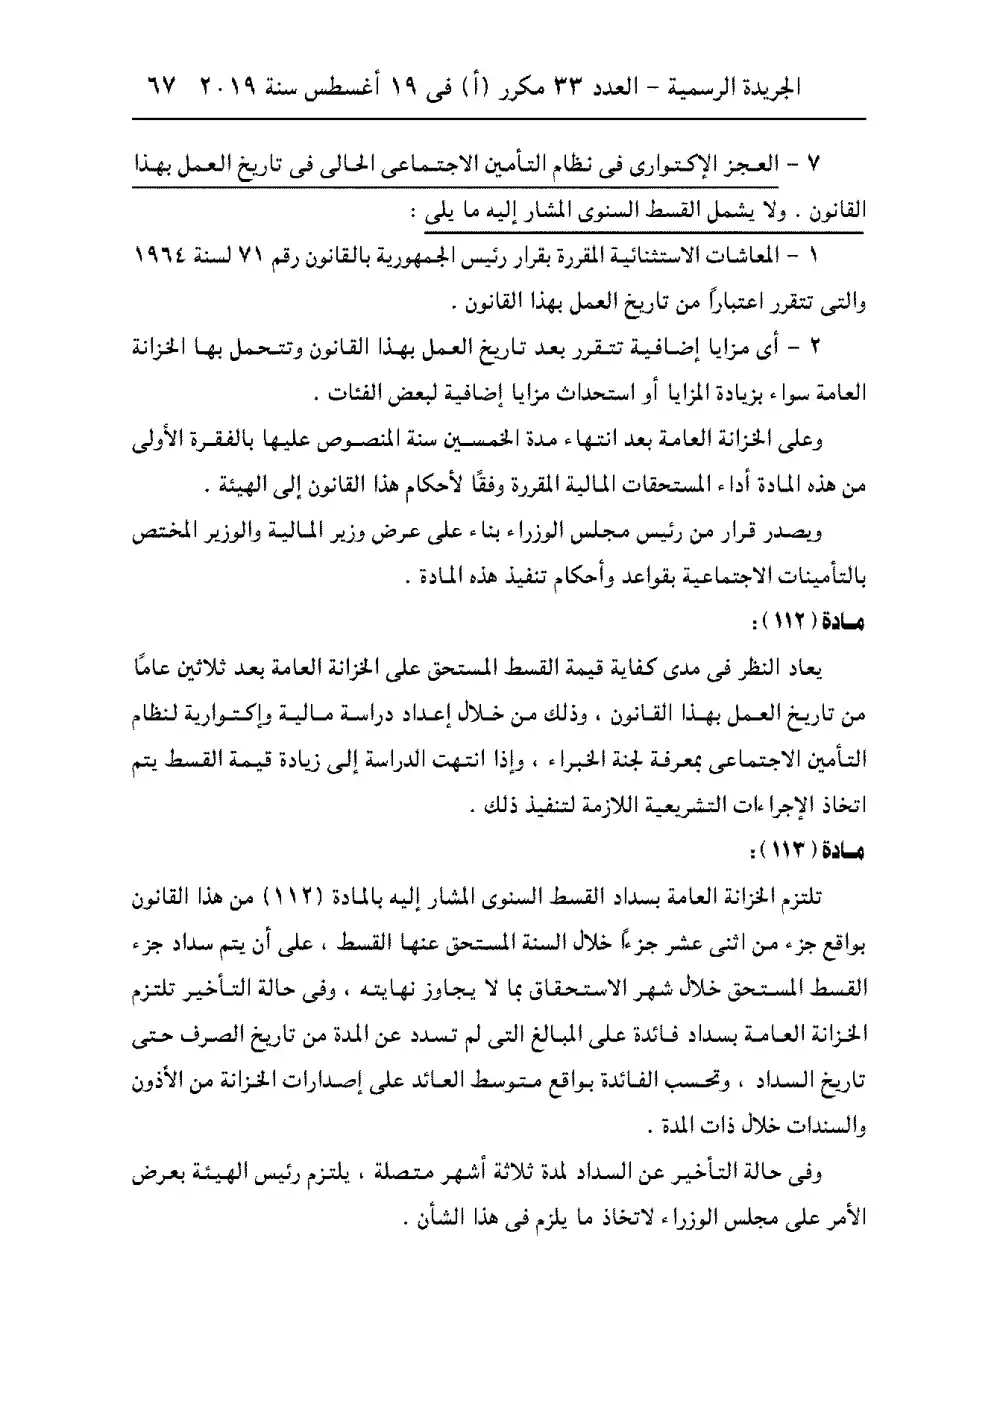 الجريدة الرسمية - العدد ٣٣ مكرر (أ) فى ١٩ أغسطس سنة ٢٠١٩ ٦٧
٧ - العجز الإكتوارى فى نظام التأمين الاجتماعى الحالى فى تاريخ العمل بهذا
القانون . ولا يشمل القسط السنوى المشار إليه ما يلى :
١ - المعاشات الاستثنائية المقررة بقرار رئيس الجمهورية بالقانون رقم ٧١ لسنة ١٩٦٤
والتى تتقرر اعتباراً من تاريخ العمل بهذا القانون .
٢ - أى مزايا إضافية تتقرر بعد تاريخ العمل بهذا القانون وتتحمل بها الخزانة
العامة سواء بزيادة المزايا أو استحداث مزايا إضافية لبعض الفئات .
وعلى الخزانة العامة بعد انتهاء مدة الخمسين سنة المنصوص عليها بالفقرة الأولى
من هذه المادة أداء المستحقات المالية المقررة وفقًا لأحكام هذا القانون إلى الهيئة .
ويصدر قرار من رئيس مجلس الوزراء بناء على عرض وزير المالية والوزير المختص
بالتأمينات الاجتماعية بقواعد وأحكام تنفيذ هذه المادة .
مادة (١١٢) :
يعاد النظر فى مدى كفاية قيمة القسط المستحق على الخزانة العامة بعد ثلاثين عامًا
من تاريخ العمل بهذا القانون ، وذلك من خلال إعداد دراسة مالية وإكتوارية لنظام
التأمين الاجتماعى بمعرفة لجنة الخبراء ، وإذا انتهت الدراسة إلى زيادة قيمة القسط يتم
اتخاذ الإجراءات التشريعية اللازمة لتنفيذ ذلك .
مادة (١١٣) :
تلتزم الخزانة العامة بسداد القسط السنوى المشار إليه بالمادة (١١٢) من هذا القانون
بواقع جزء من اثنى عشر جزءاً خلال السنة المستحق عنها القسط ، على أن يتم سداد جزء
القسط المستحق خلال شهر الاستحقاق بما لا يجاوز نهايته ، وفى حالة التأخير تلتزم
الخزانة العامة بسداد فائدة على المبالغ التى لم تسدد عن المدة من تاريخ الصرف حتى
تاريخ السداد ، وتحسب الفائدة بواقع متوسط العائد على إصدارات الخزانة من الأذون
والسندات خلال ذات المدة .
وفى حالة التأخير عن السداد لمدة ثلاثة أشهر متصلة ، يلتزم رئيس الهيئة بعرض
الأمر على مجلس الوزراء لاتخاذ ما يلزم فى هذا الشأن .